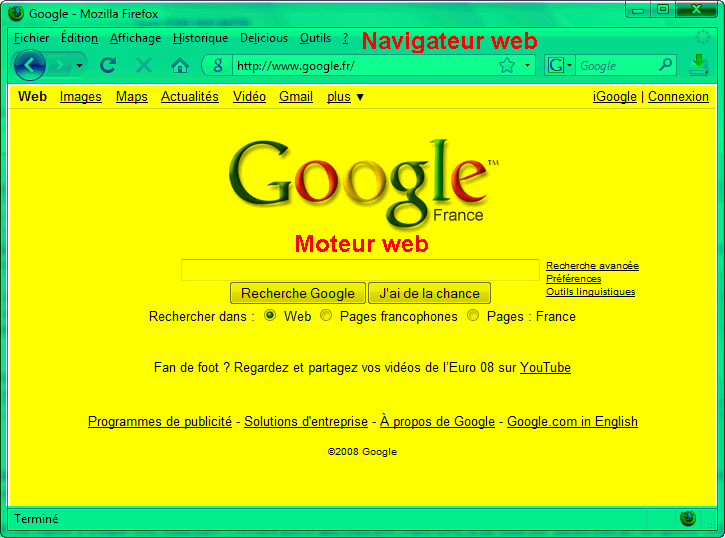 Google - Mozilla Firefox
Fichier Édition Affichage Historique Delicious Outils ? Navigateur web
g http://www.google.fr/ G Google
Web Images Maps Actualités Vidéo Gmail plus ▼ iGoogle | Connexion
Google™
France
Moteur web
Recherche avancée
Préférences
Outils linguistiques
Recherche Google J'ai de la chance
Rechercher dans : Web Pages francophones Pages : France
Fan de foot ? Regardez et partagez vos vidéos de l'Euro 08 sur YouTube
Programmes de publicité - Solutions d'entreprise - À propos de Google - Google.com in English
©2008 Google
Terminé